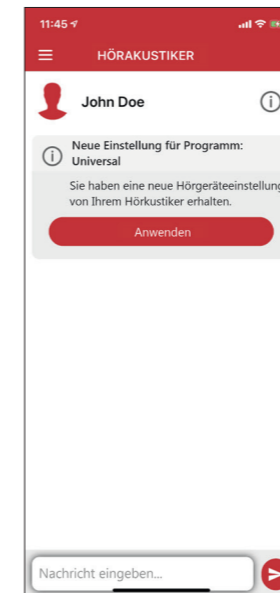 11:45
HÖRAKUSTIKER
John Doe
Neue Einstellung für Programm:
Universal
Sie haben eine neue Hörgeräteeinstellung
von Ihrem Hörkustiker erhalten.
Anwenden
Nachricht eingeben...